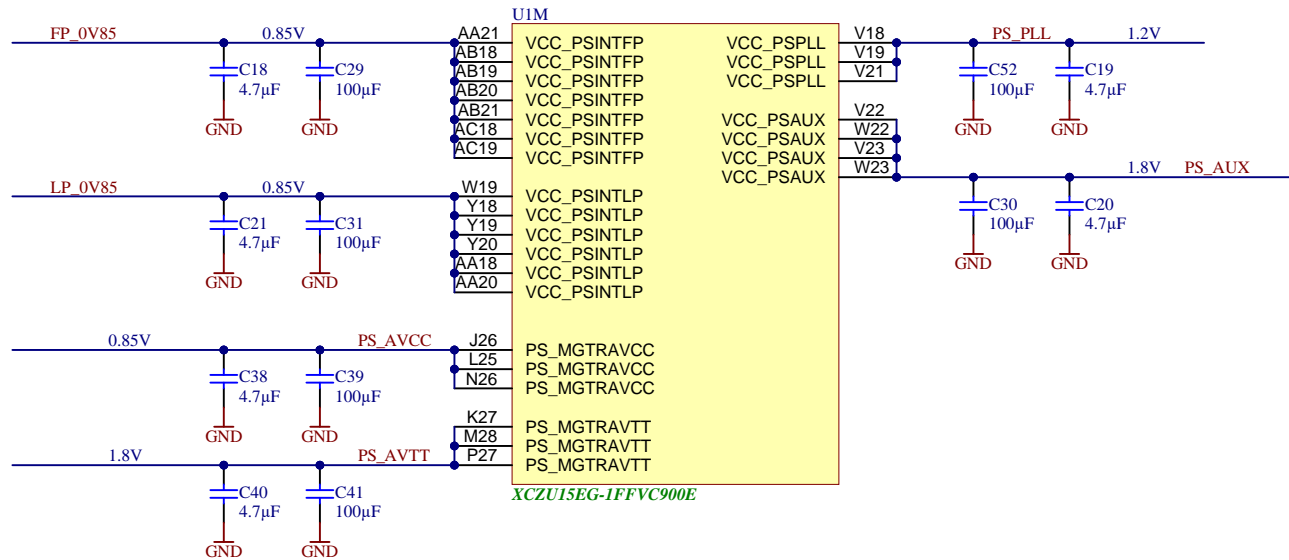 U1M
FP_0V85 0.85V AA21 VCC_PSINTFP VCC_PSPLL V18 PS_PLL 1.2V
AB18 VCC_PSINTFP VCC_PSPLL V19
C18 4.7µF C29 100µF AB19 VCC_PSINTFP VCC_PSPLL V21 C52 100µF C19 4.7µF
AB20 VCC_PSINTFP
GND GND AB21 VCC_PSINTFP VCC_PSAUX V22 GND GND
AC18 VCC_PSINTFP VCC_PSAUX W22
AC19 VCC_PSINTFP VCC_PSAUX V23
VCC_PSAUX W23 1.8V PS_AUX
LP_0V85 0.85V W19 VCC_PSINTLP
Y18 VCC_PSINTLP C30 100µF C20 4.7µF
C21 4.7µF C31 100µF Y19 VCC_PSINTLP
Y20 VCC_PSINTLP GND GND
GND GND AA18 VCC_PSINTLP
AA20 VCC_PSINTLP
0.85V PS_AVCC J26 PS_MGTRAVCC
L25 PS_MGTRAVCC
C38 4.7µF C39 100µF N26 PS_MGTRAVCC
GND GND K27 PS_MGTRAVTT
M28 PS_MGTRAVTT
1.8V PS_AVTT P27 PS_MGTRAVTT
C40 4.7µF C41 100µF XCZU15EG-1FFVC900E
GND GND